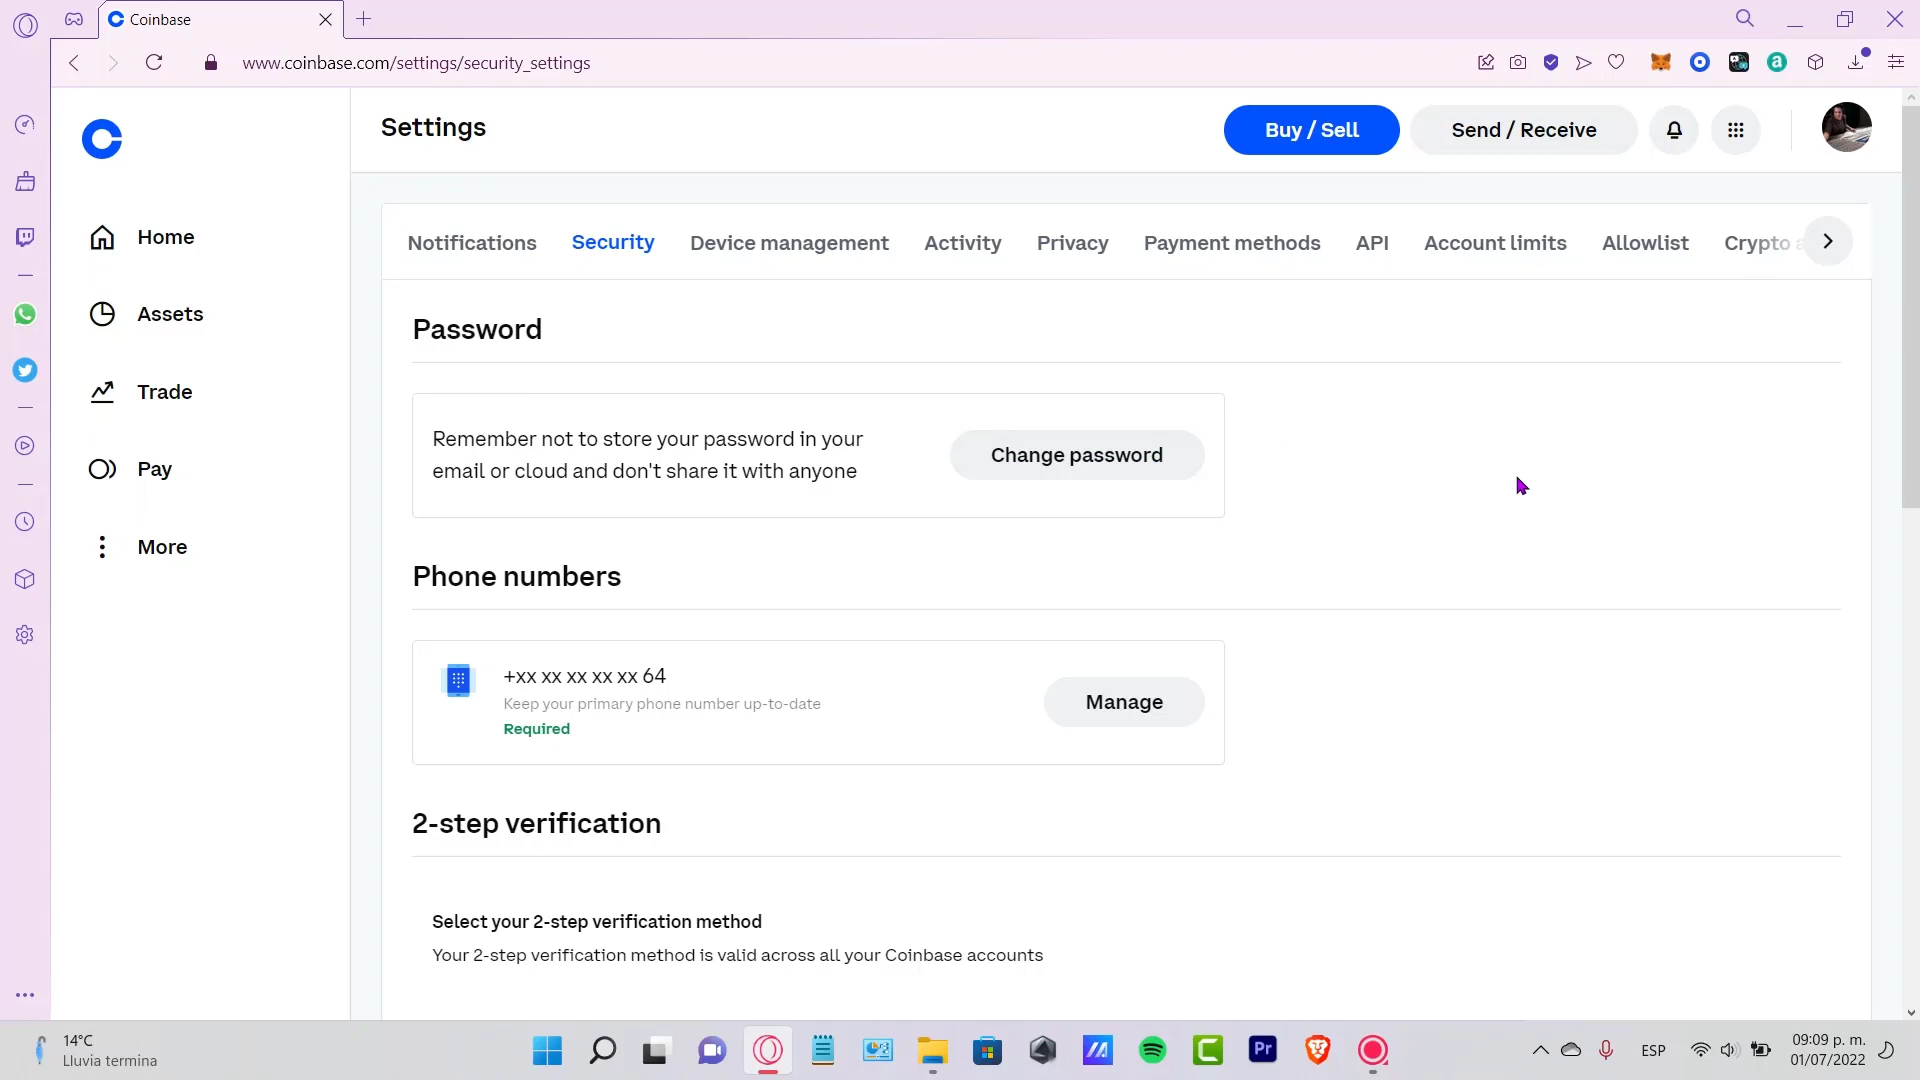 Coinbase
www.coinbase.com/settings/security_settings
Settings
Buy / Sell
Send / Receive
Home
Assets
Trade
Pay
More
Notifications
Security
Device management
Activity
Privacy
Payment methods
API
Account limits
Allowlist
Crypto a
Password
Remember not to store your password in your
email or cloud and don't share it with anyone
Change password
Phone numbers
+xx xx xx xx xx 64
Keep your primary phone number up-to-date
Required
Manage
2-step verification
Select your 2-step verification method
Your 2-step verification method is valid across all your Coinbase accounts
14°C
Lluvia termina
Pr
ESP
09:09 p. m.
01/07/2022